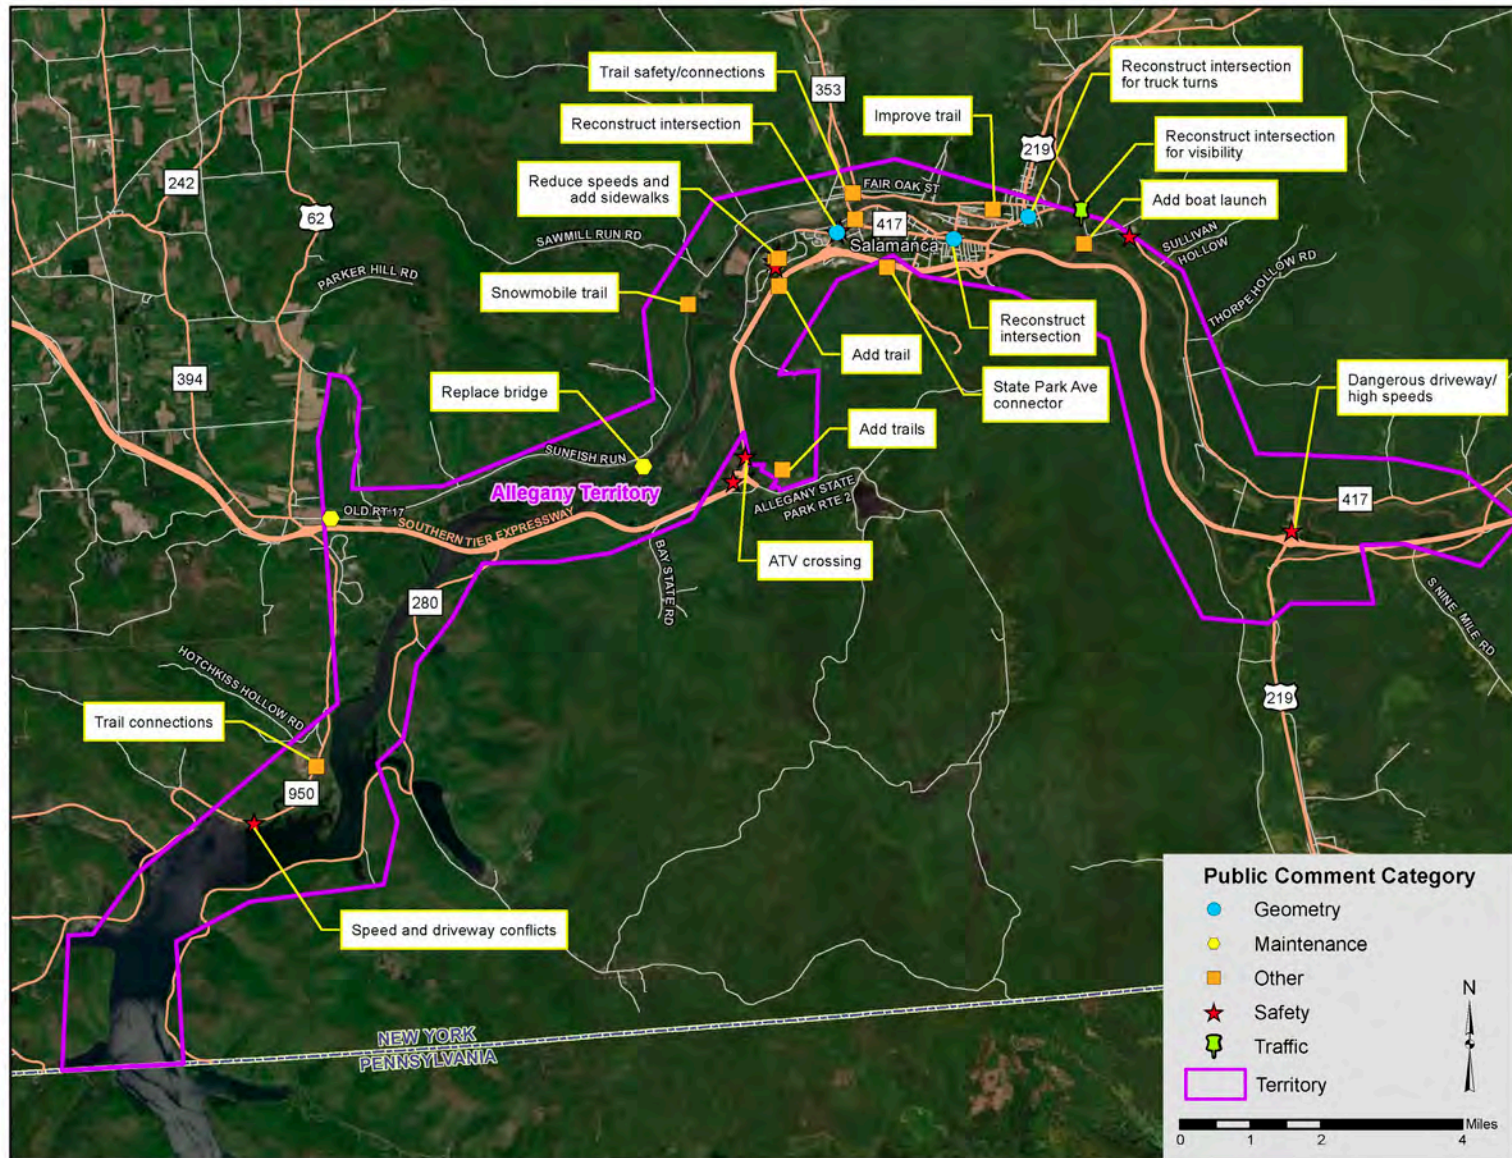 Trail safety/connections
353
Reconstruct intersection
for truck turns
Reconstruct intersection
Improve trail
219
Reconstruct intersection
for visibility
242
62
Reduce speeds and
add sidewalks
FAIR OAK ST
Add boat launch
417
Salamanca
SAWMILL RUN RD
SULLIVAN
HOLLOW
PARKER HILL RD
THORPE HOLLOW RD
Snowmobile trail
Reconstruct
intersection
Add trail
394
Replace bridge
State Park Ave
connector
Dangerous driveway/
high speeds
Add trails
SUNFISH RUN
Allegany Territory
ALLEGANY STATE
PARK RTE 2
417
OLD RT 17
SOUTHERN TIER EXPRESSWAY
ATV crossing
BAY STATE RD
280
S NINE MILE RD
HOTCHKISS HOLLOW RD
219
Trail connections
950
Speed and driveway conflicts
NEW YORK
PENNSYLVANIA
Public Comment Category
Geometry
Maintenance
Other
Safety
Traffic
Territory
N
Miles
0 1 2 4